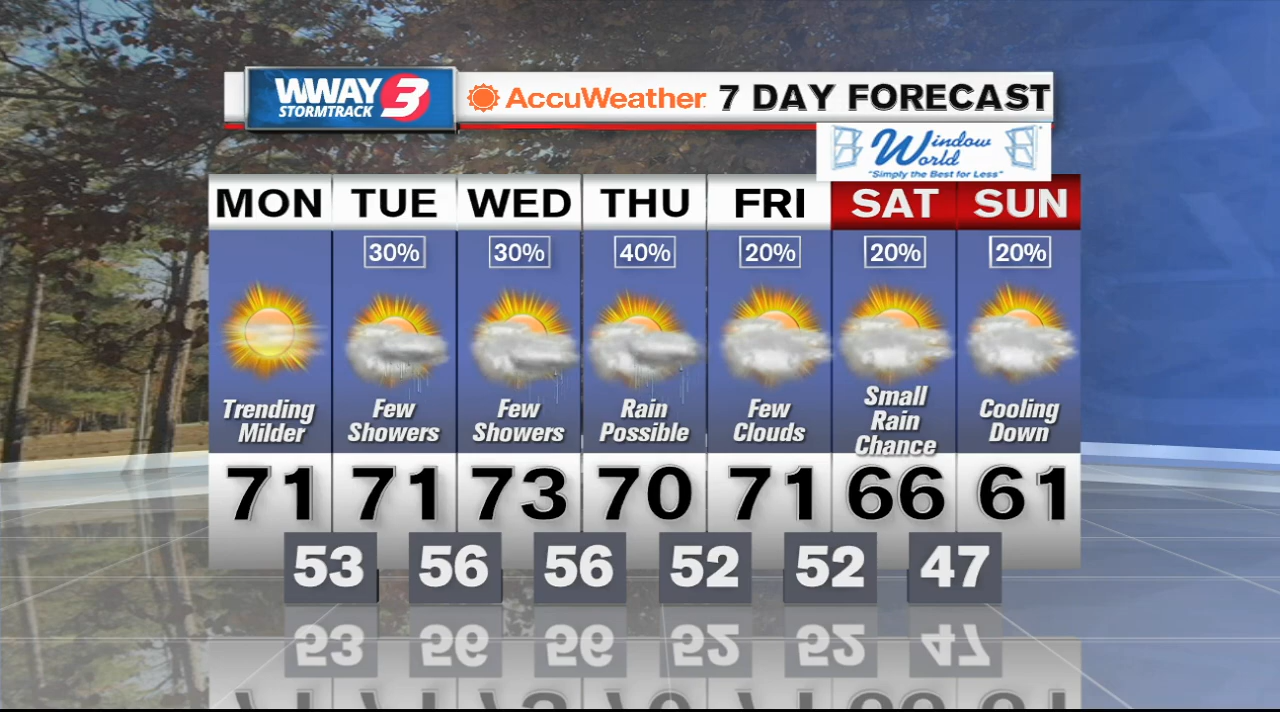 WWAY 3
STORMTRACK
AccuWeather 7 DAY FORECAST
Window
World
"Simply the Best for Less"
MON TUE WED THU FRI SAT SUN
30% 30% 40% 20% 20% 20%
Trending
Milder
Few
Showers
Few
Showers
Rain
Possible
Few
Clouds
Small
Rain
Chance
Cooling
Down
71 71 73 70 71 66 61
53 56 56 52 52 47